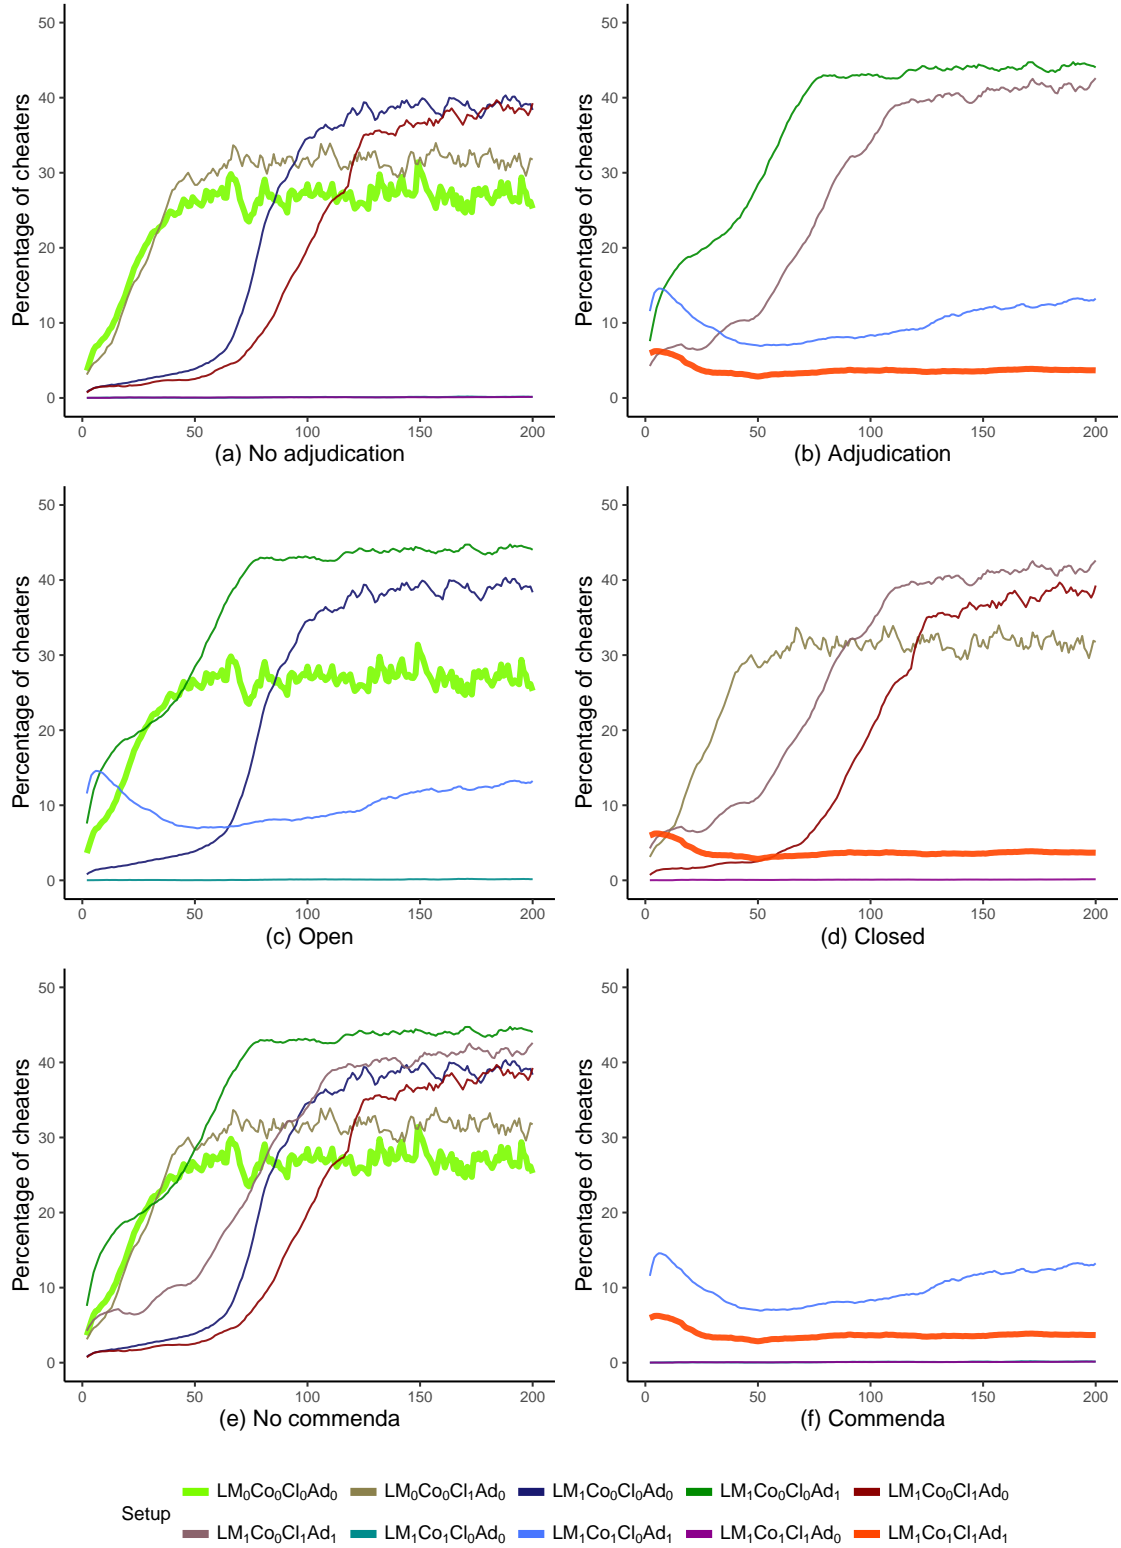 Percentage of cheaters
50
40
30
20
10
0
0 50 100 150 200
(a) No adjudication
Percentage of cheaters
50
40
30
20
10
0
0 50 100 150 200
(b) Adjudication
Percentage of cheaters
50
40
30
20
10
0
0 50 100 150 200
(c) Open
Percentage of cheaters
50
40
30
20
10
0
0 50 100 150 200
(d) Closed
Percentage of cheaters
50
40
30
20
10
0
0 50 100 150 200
(e) No commenda
Percentage of cheaters
50
40
30
20
10
0
0 50 100 150 200
(f) Commenda
Setup
LM₀Co₀Cl₀Ad₀ LM₀Co₀Cl₁Ad₀ LM₁Co₀Cl₀Ad₀ LM₁Co₀Cl₀Ad₁ LM₁Co₀Cl₁Ad₀
LM₁Co₀Cl₁Ad₁ LM₁Co₁Cl₀Ad₀ LM₁Co₁Cl₀Ad₁ LM₁Co₁Cl₁Ad₀ LM₁Co₁Cl₁Ad₁